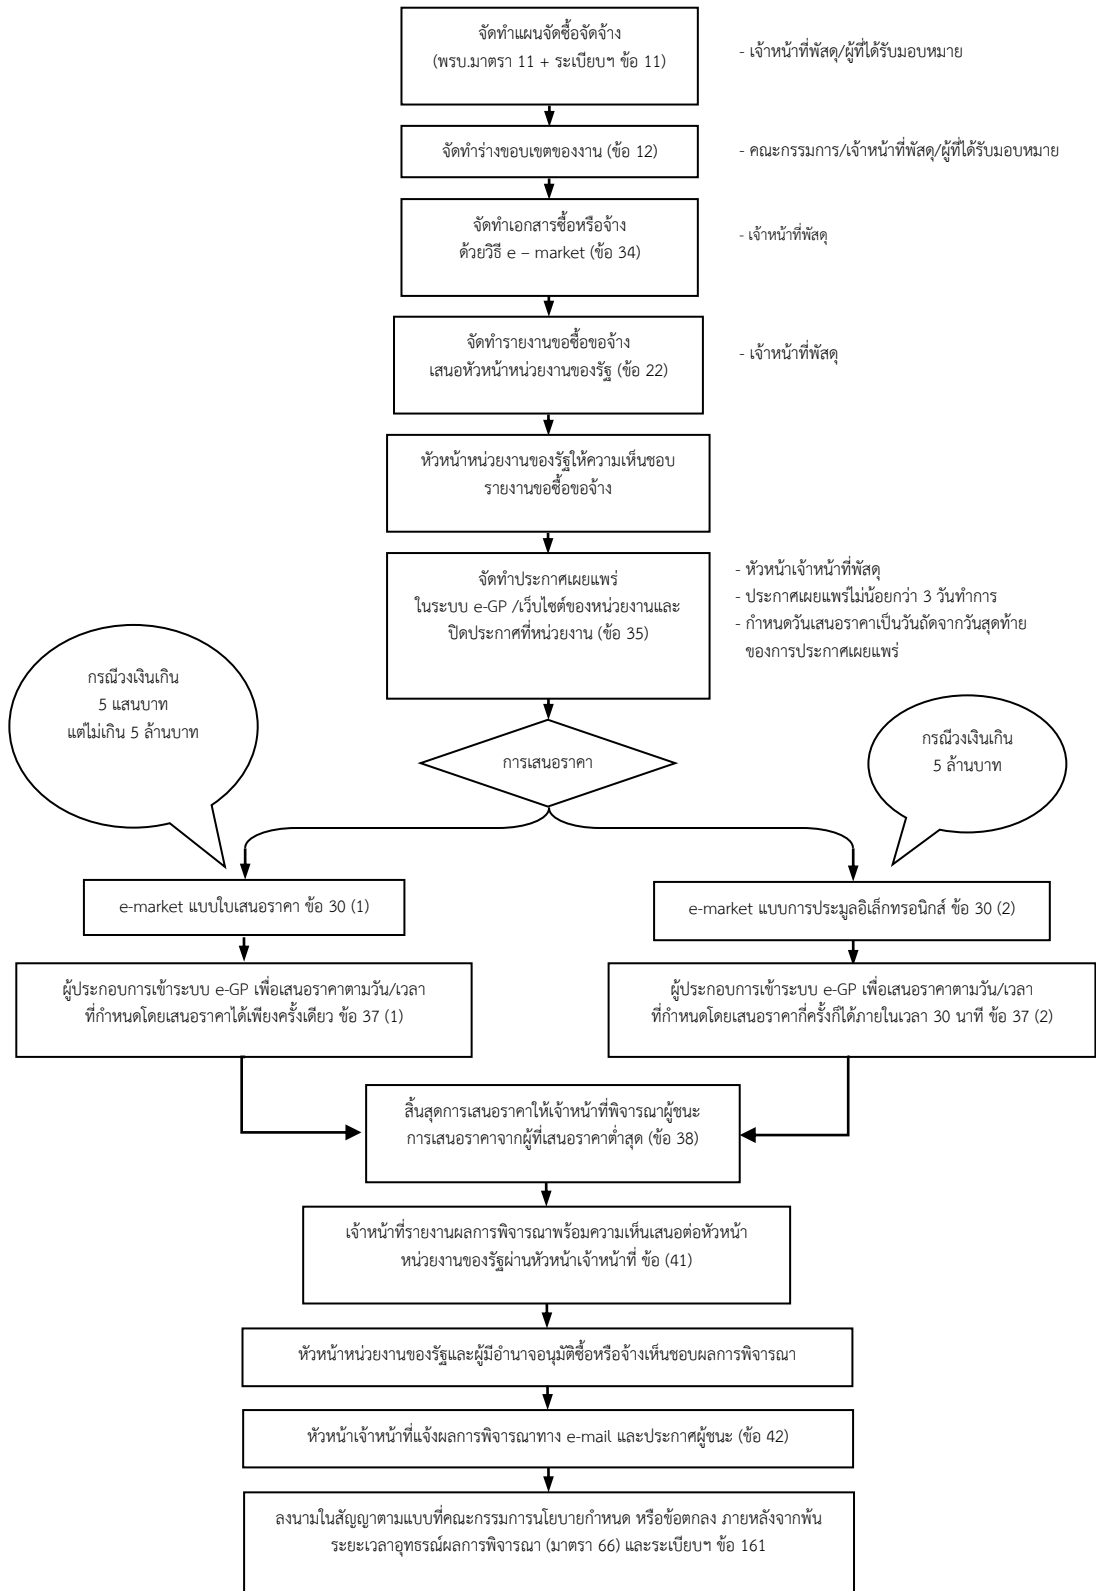 จัดทำแผนจัดซื้อจัดจ้าง
(พรบ.มาตรา 11 + ระเบียบฯ ข้อ 11)
- เจ้าหน้าที่พัสดุ/ผู้ที่ได้รับมอบหมาย
จัดทำร่างขอบเขตของงาน (ข้อ 12)
- คณะกรรมการ/เจ้าหน้าที่พัสดุ/ผู้ที่ได้รับมอบหมาย
จัดทำเอกสารซื้อหรือจ้าง
ด้วยวิธี e – market (ข้อ 34)
- เจ้าหน้าที่พัสดุ
จัดทำรายงานขอซื้อขอจ้าง
เสนอหัวหน้าหน่วยงานของรัฐ (ข้อ 22)
- เจ้าหน้าที่พัสดุ
หัวหน้าหน่วยงานของรัฐให้ความเห็นชอบ
รายงานขอซื้อขอจ้าง
จัดทำประกาศเผยแพร่
ในระบบ e-GP /เว็บไซต์ของหน่วยงานและ
ปิดประกาศที่หน่วยงาน (ข้อ 35)
- หัวหน้าเจ้าหน้าที่พัสดุ
- ประกาศเผยแพร่ไม่น้อยกว่า 3 วันทำการ
- กำหนดวันเสนอราคาเป็นวันถัดจากวันสุดท้าย
ของการประกาศเผยแพร่
กรณีวงเงินเกิน
5 แสนบาท
แต่ไม่เกิน 5 ล้านบาท
การเสนอราคา
กรณีวงเงินเกิน
5 ล้านบาท
e-market แบบใบเสนอราคา ข้อ 30 (1)
e-market แบบการประมูลอิเล็กทรอนิกส์ ข้อ 30 (2)
ผู้ประกอบการเข้าระบบ e-GP เพื่อเสนอราคาตามวัน/เวลา
ที่กำหนดโดยเสนอราคาได้เพียงครั้งเดียว ข้อ 37 (1)
ผู้ประกอบการเข้าระบบ e-GP เพื่อเสนอราคาตามวัน/เวลา
ที่กำหนดโดยเสนอราคากี่ครั้งก็ได้ภายในเวลา 30 นาที ข้อ 37 (2)
สิ้นสุดการเสนอราคาให้เจ้าหน้าที่พิจารณาผู้ชนะ
การเสนอราคาจากผู้ที่เสนอราคาต่ำสุด (ข้อ 38)
เจ้าหน้าที่รายงานผลการพิจารณาพร้อมความเห็นเสนอต่อหัวหน้า
หน่วยงานของรัฐผ่านหัวหน้าเจ้าหน้าที่ ข้อ (41)
หัวหน้าหน่วยงานของรัฐและผู้มีอำนาจอนุมัติซื้อหรือจ้างเห็นชอบผลการพิจารณา
หัวหน้าเจ้าหน้าที่แจ้งผลการพิจารณาทาง e-mail และประกาศผู้ชนะ (ข้อ 42)
ลงนามในสัญญาตามแบบที่คณะกรรมการนโยบายกำหนด หรือข้อตกลง ภายหลังจากพ้น
ระยะเวลาอุทธรณ์ผลการพิจารณา (มาตรา 66) และระเบียบฯ ข้อ 161